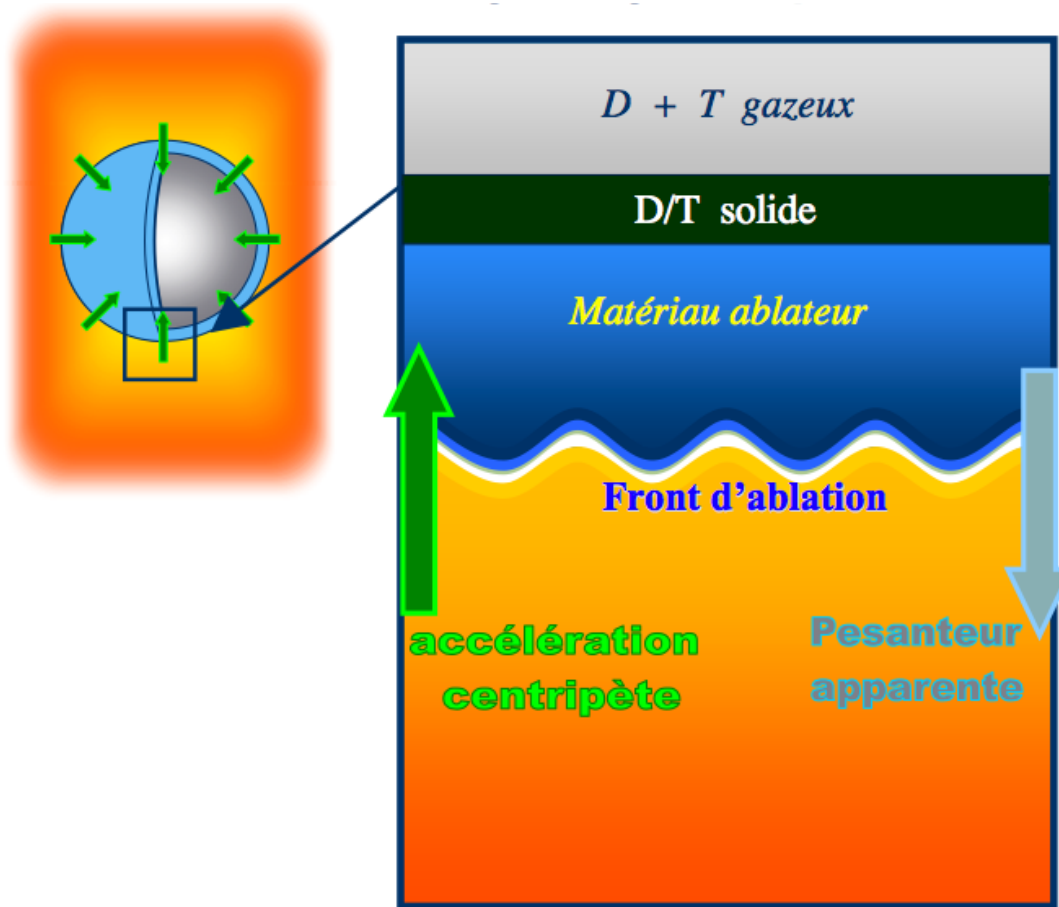 D + T gazeux
D/T solide
Matériau ablateur
Front d'ablation
accélération
centripète
Pesanteur
apparente